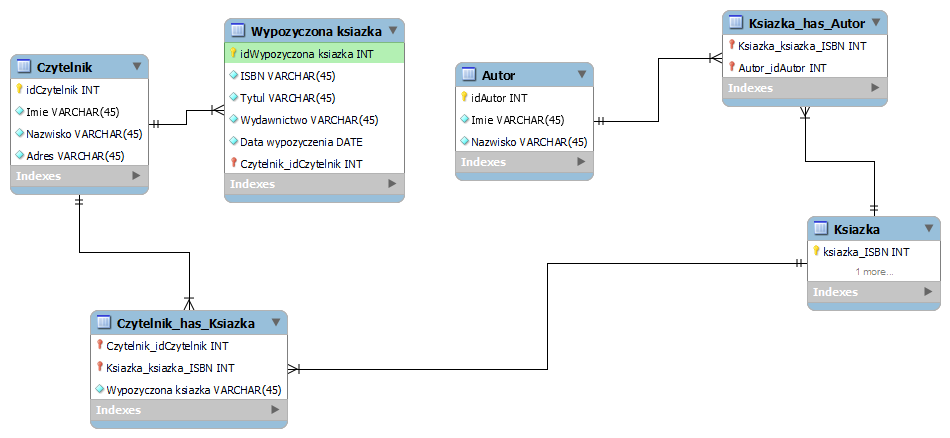 Czytelnik
idCzytelnik INT
Imie VARCHAR(45)
Nazwisko VARCHAR(45)
Adres VARCHAR(45)
Indexes
Wypozyczona ksiazka
idWypozyczona ksiazka INT
ISBN VARCHAR(45)
Tytul VARCHAR(45)
Wydawnictwo VARCHAR(45)
Data wypozyczenia DATE
Czytelnik_idCzytelnik INT
Indexes
Autor
idAutor INT
Imie VARCHAR(45)
Nazwisko VARCHAR(45)
Indexes
Ksiazka_has_Autor
Ksiazka_ksiazka_ISBN INT
Autor_idAutor INT
Indexes
Ksiazka
ksiazka_ISBN INT
1 more...
Indexes
Czytelnik_has_Ksiazka
Czytelnik_idCzytelnik INT
Ksiazka_ksiazka_ISBN INT
Wypozyczona ksiazka VARCHAR(45)
Indexes